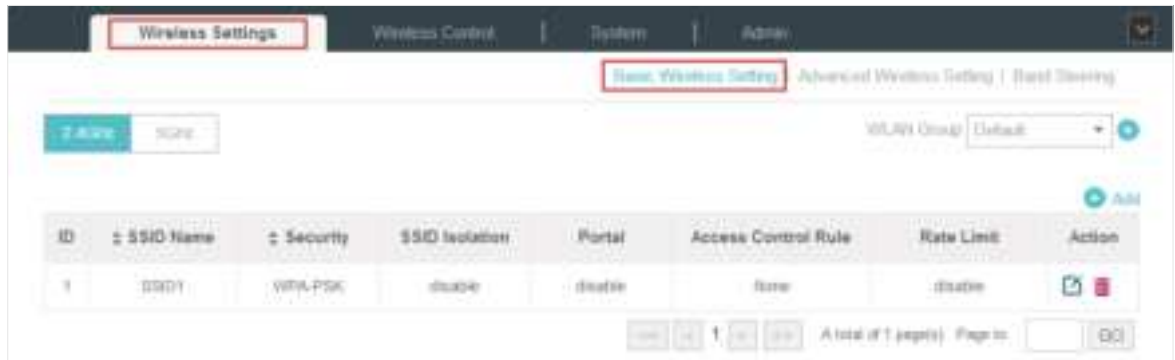 Wireless Settings Wireless Control | System | Admin
Basic Wireless Setting | Advanced Wireless Setting | Band Steering
2.4GHz 5GHz WLAN Group: Default
Add
ID SSID Name Security SSID Isolation Portal Access Control Rule Rate Limit Action
1 SSID1 WPA-PSK disable disable None disable
<< < 1 > >> A total of 1 page(s) Page to: GO